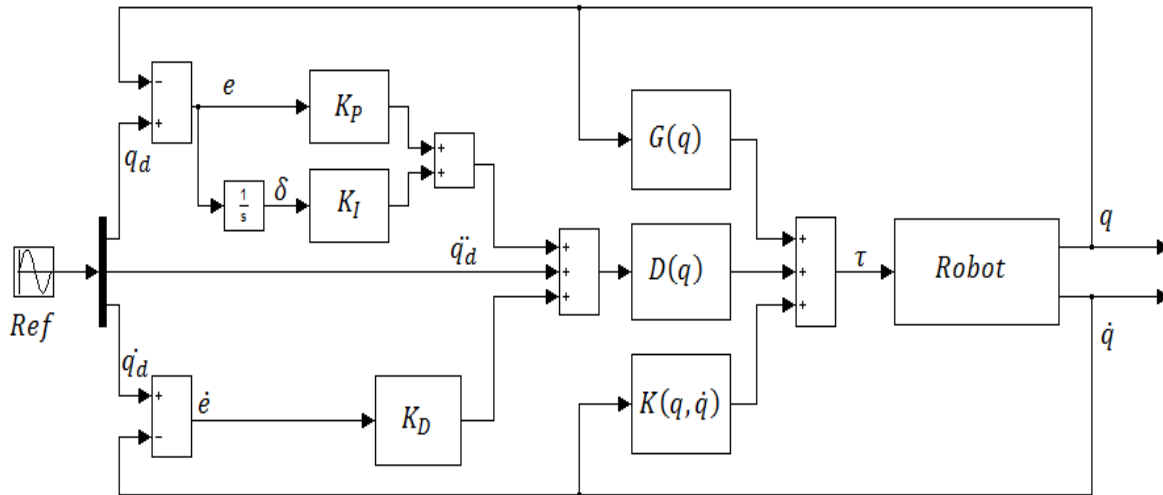 −
+
e
K_P
q_d
1
s
δ
K_I
+
+
G(q)
q
Ref
q̈_d
+
+
+
D(q)
+
+
+
τ
Robot
q̇_d
+
−
ė
K_D
K(q, q̇)
q̇